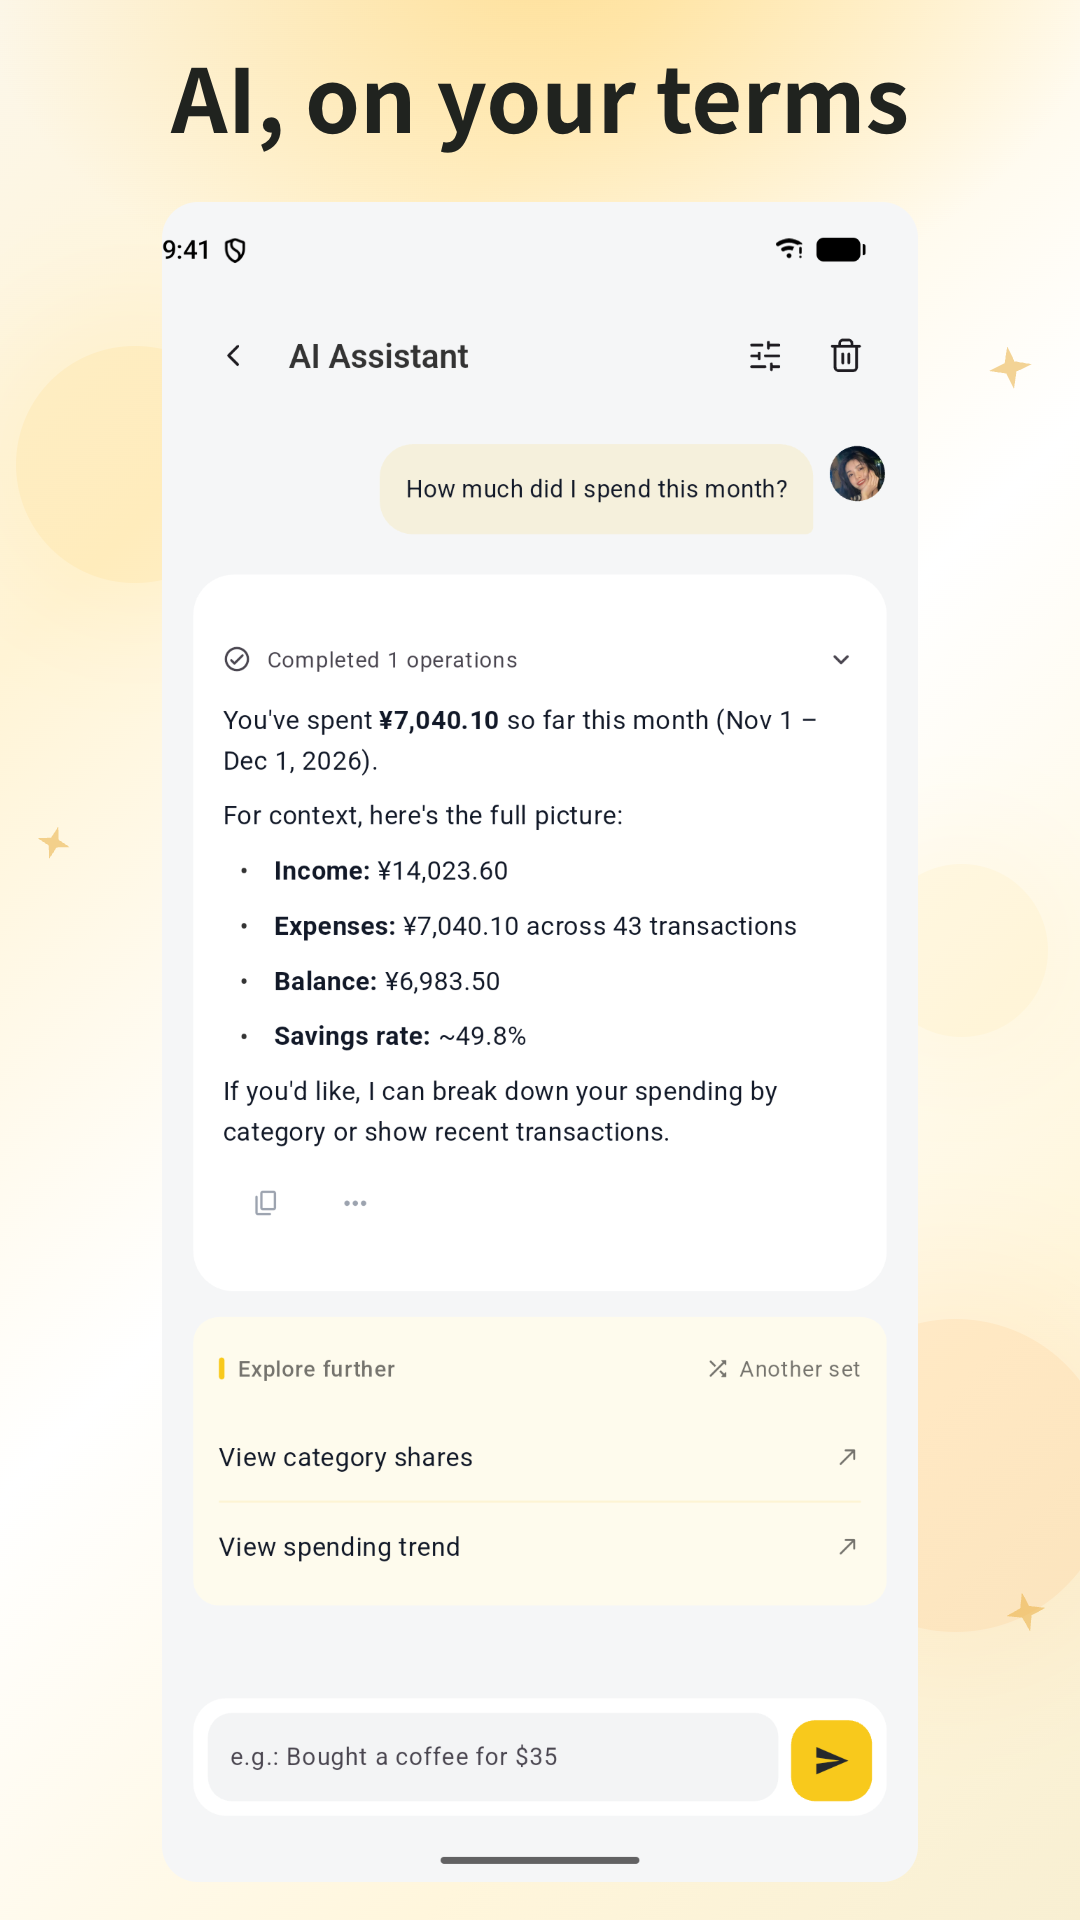 AI, on your terms
9:41
AI Assistant
How much did I spend this month?
Completed 1 operations
You've spent ¥7,040.10 so far this month (Nov 1 –
Dec 1, 2026).
For context, here's the full picture:
• Income: ¥14,023.60
• Expenses: ¥7,040.10 across 43 transactions
• Balance: ¥6,983.50
• Savings rate: ~49.8%
If you'd like, I can break down your spending by
category or show recent transactions.
Explore further
Another set
View category shares
View spending trend
e.g.: Bought a coffee for $35